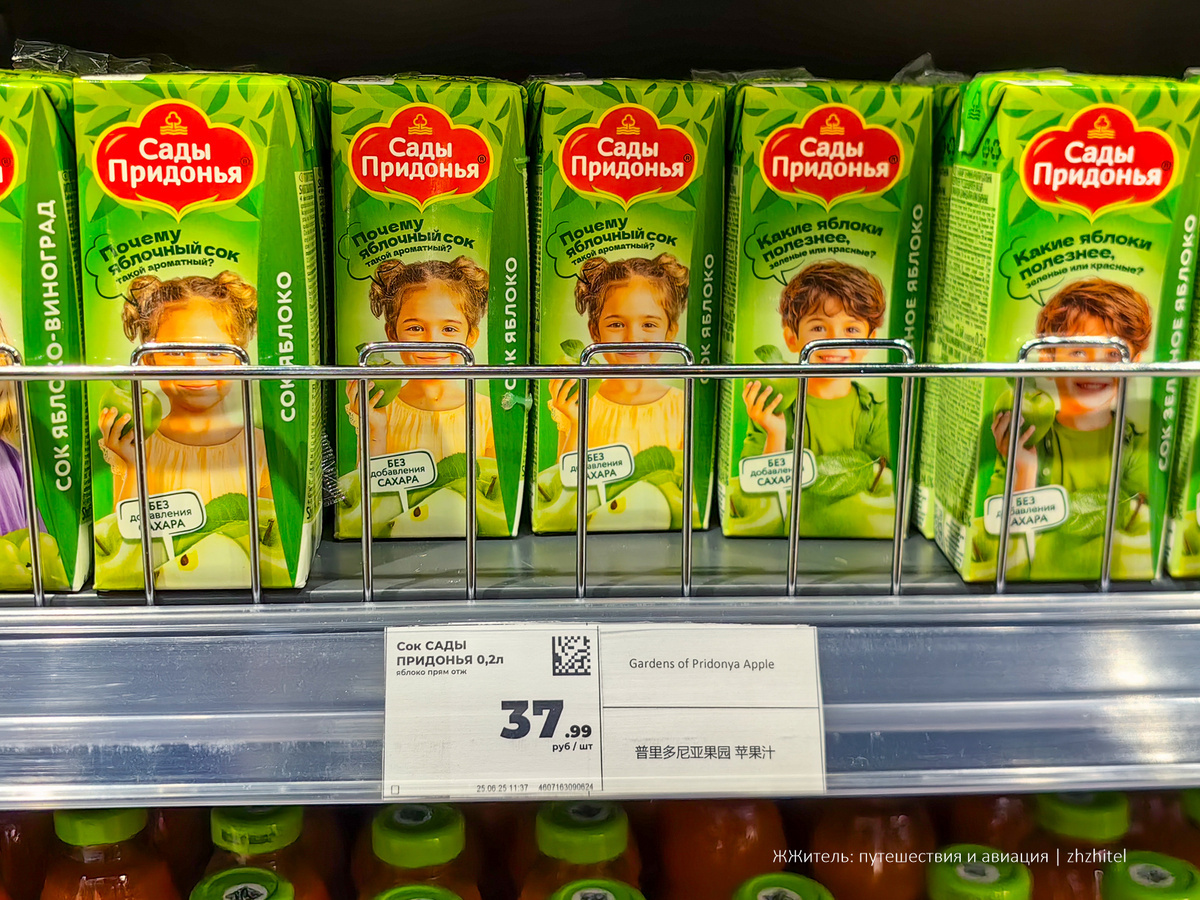 СОК ЯБЛОКО-ВИНОГРАД
Сады
Придонья®
Почему
яблочный сок
такой ароматный?
СОК ЯБЛОКО
БЕЗ
добавления
САХАРА
Сады
Придонья®
Почему
яблочный сок
такой ароматный?
СОК ЯБЛОКО
БЕЗ
добавления
САХАРА
Сады
Придонья®
Почему
яблочный сок
такой ароматный?
СОК ЯБЛОКО
БЕЗ
добавления
САХАРА
Сады
Придонья®
Какие яблоки
полезнее,
зеленые или красные?
НОЕ ЯБЛОКО
БЕЗ
добавления
САХАРА
Сады
Придонья®
Какие яблоки
полезнее,
зеленые или красные?
СОК ЗЕЛЕНОЕ ЯБЛОКО
БЕЗ
добавления
САХАРА
Сок САДЫ
ПРИДОНЬЯ 0,2л
яблоко прям отж
37.99
руб / шт
25.06.25 11:37 4607163090624
Gardens of Pridonya Apple
普里多尼亚果园 苹果汁
ЖЖитель: путешествия и авиация | zhzhitel